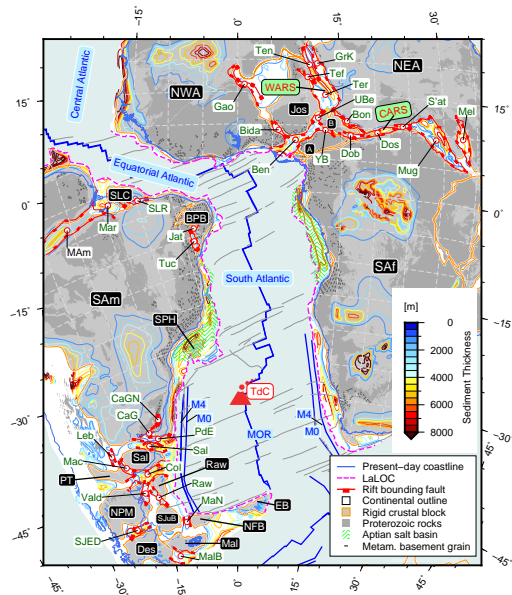 -15°
0°
15°
30°
Central Atlantic
Ten
GrK
NEA
NWA
Tef
WARS
Ter
UBe
CARS
S'at
Gao
Jos
Bon
Mel
15°
15°
Bida
B
A
Dos
Ben
YB
Dob
Mug
Equatorial Atlantic
SLC
0°
SLR
BPB
0°
Mar
Jat
MAm
Tuc
SAf
South Atlantic
SAm
[m]
0
2000
4000
6000
8000
Sediment Thickness
-15°
-15°
SPH
TdC
CaGN
M4
M0
CaG
PdE
M4
M0
MOR
-30°
-30°
Leb
Sal
Sal
Mac
Col
Raw
PT
Raw
Vald
MaN
NPM
EB
SJuB
NFB
SJED
Des
Mal
MalB
-45°
-45°
Present-day coastline
LaLOC
Rift bounding fault
Continental outline
Rigid crustal block
Proterozoic rocks
Aptian salt basin
Metam. basement grain
-45°
-30°
-15°
0°
15°
30°
45°